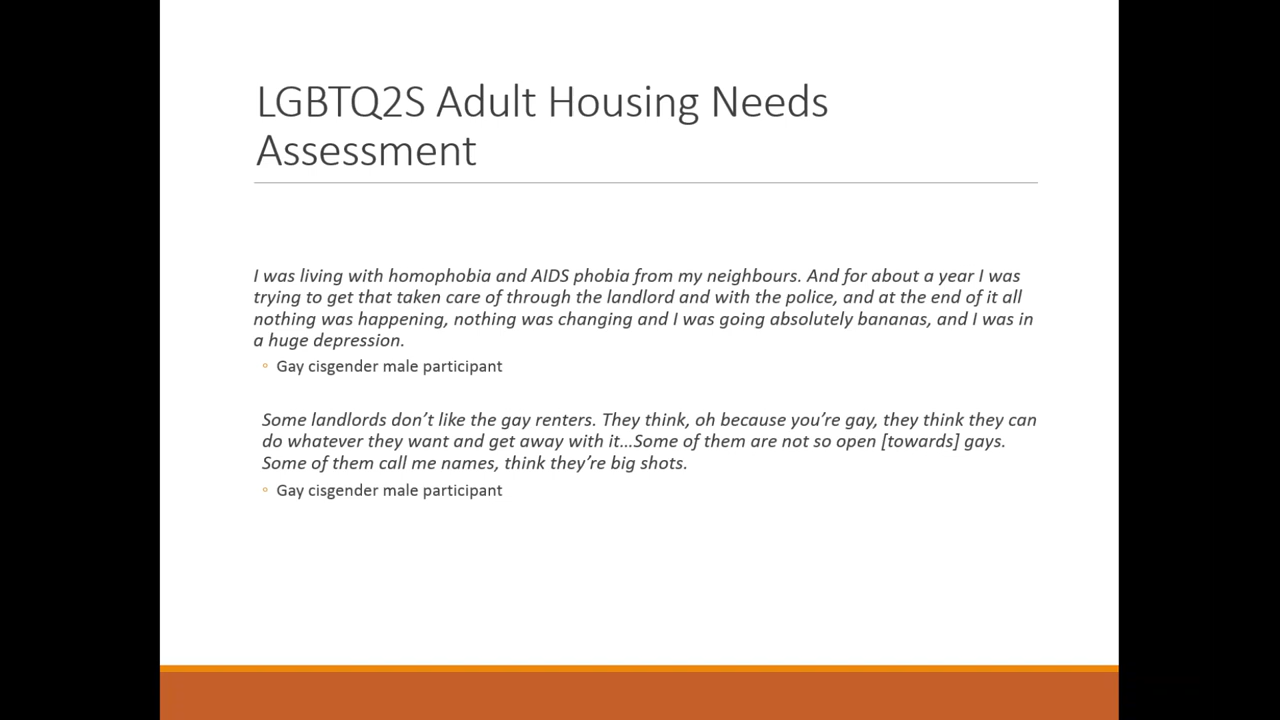 LGBTQ2S Adult Housing Needs
Assessment
I was living with homophobia and AIDS phobia from my neighbours. And for about a year I was
trying to get that taken care of through the landlord and with the police, and at the end of it all
nothing was happening, nothing was changing and I was going absolutely bananas, and I was in
a huge depression.
◦ Gay cisgender male participant
Some landlords don’t like the gay renters. They think, oh because you’re gay, they think they can
do whatever they want and get away with it…Some of them are not so open [towards] gays.
Some of them call me names, think they’re big shots.
◦ Gay cisgender male participant